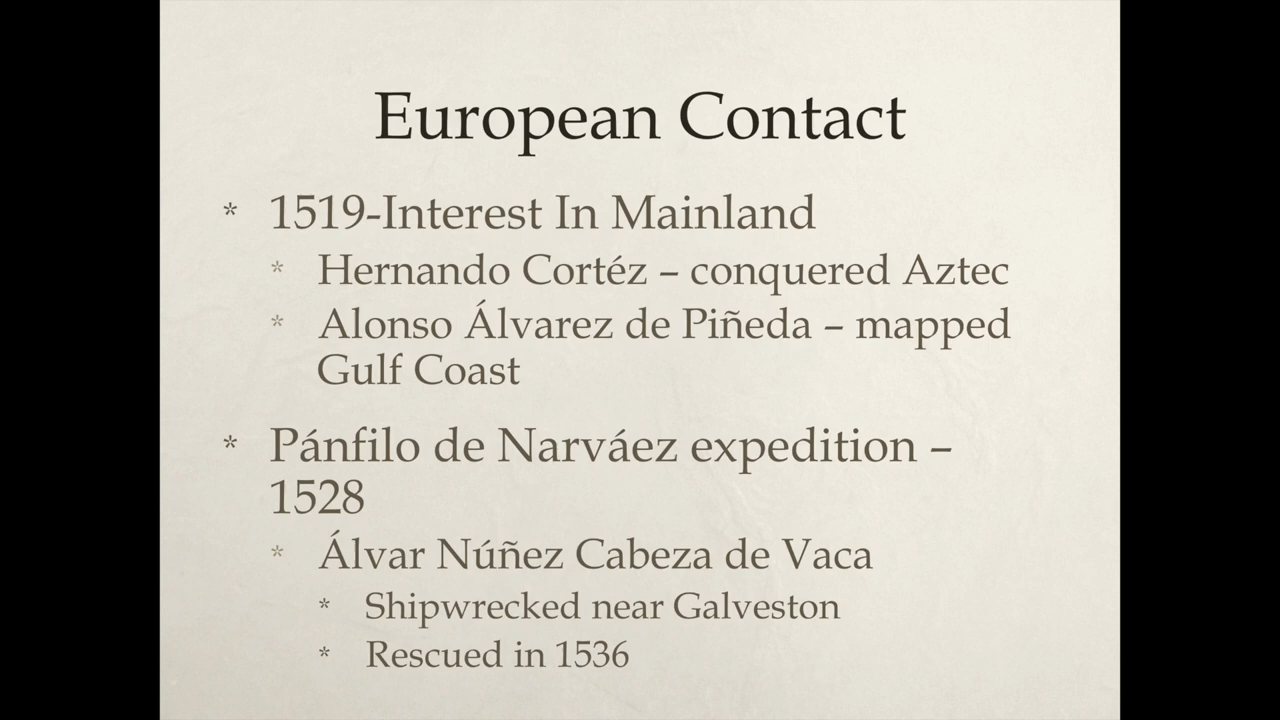 European Contact
* 1519-Interest In Mainland
* Hernando Cortéz – conquered Aztec
* Alonso Álvarez de Piñeda – mapped
Gulf Coast
* Pánfilo de Narváez expedition –
1528
* Álvar Núñez Cabeza de Vaca
* Shipwrecked near Galveston
* Rescued in 1536